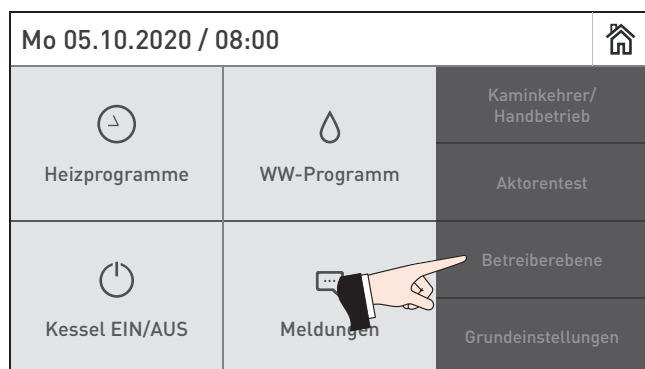 Mo 05.10.2020 / 08:00
Heizprogramme
WW-Programm
Kaminkehrer/
Handbetrieb
Aktorentest
Kessel EIN/AUS
Meldungen
Betreiberebene
Grundeinstellungen